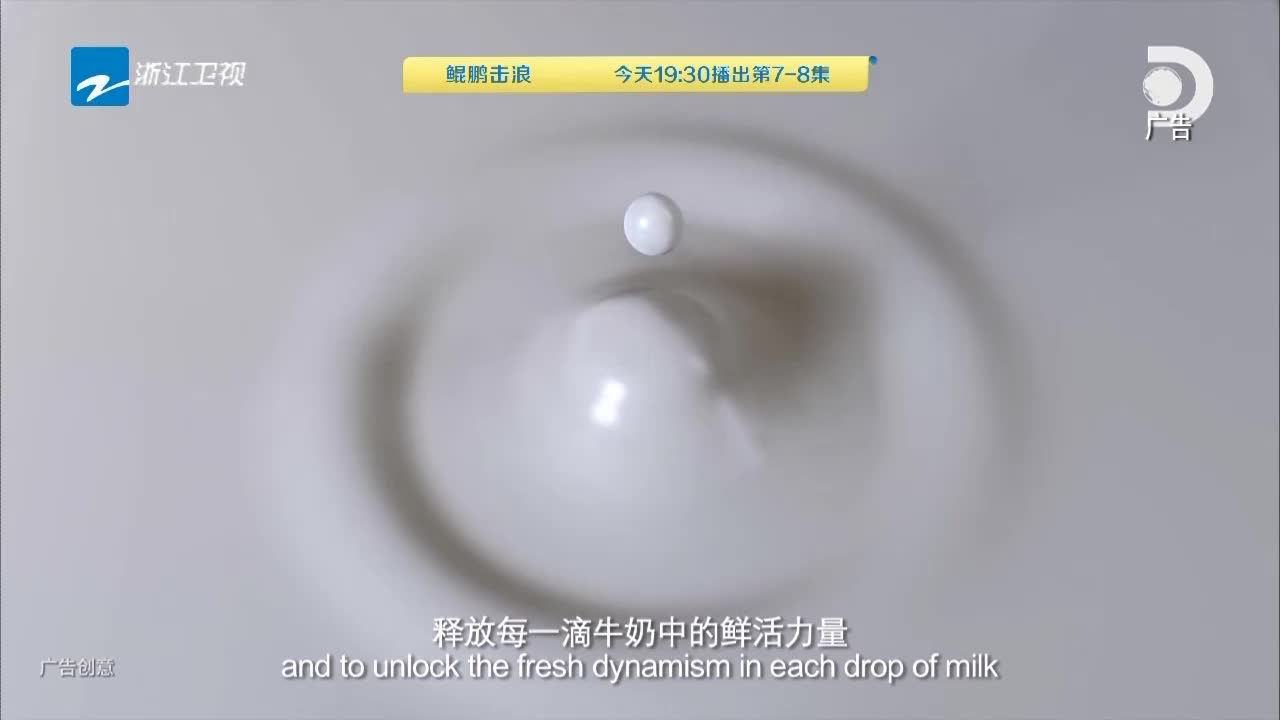 浙江卫视
鲲鹏击浪 今天19:30播出第7-8集
广告
释放每一滴牛奶中的鲜活力量
广告创意
and to unlock the fresh dynamism in each drop of milk